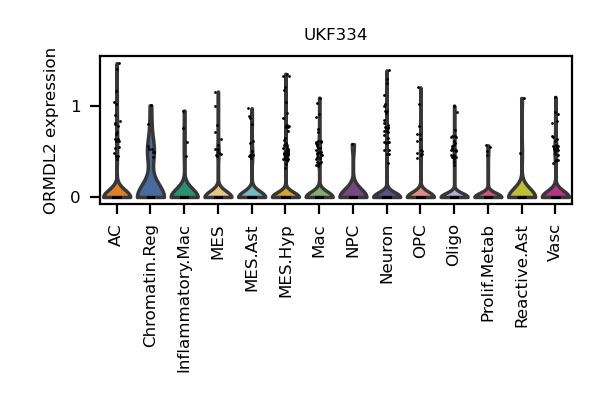 UKF334
ORMDL2 expression
1
0
AC
Chromatin.Reg
Inflammatory.Mac
MES
MES.Ast
MES.Hyp
Mac
NPC
Neuron
OPC
Oligo
Prolif.Metab
Reactive.Ast
Vasc